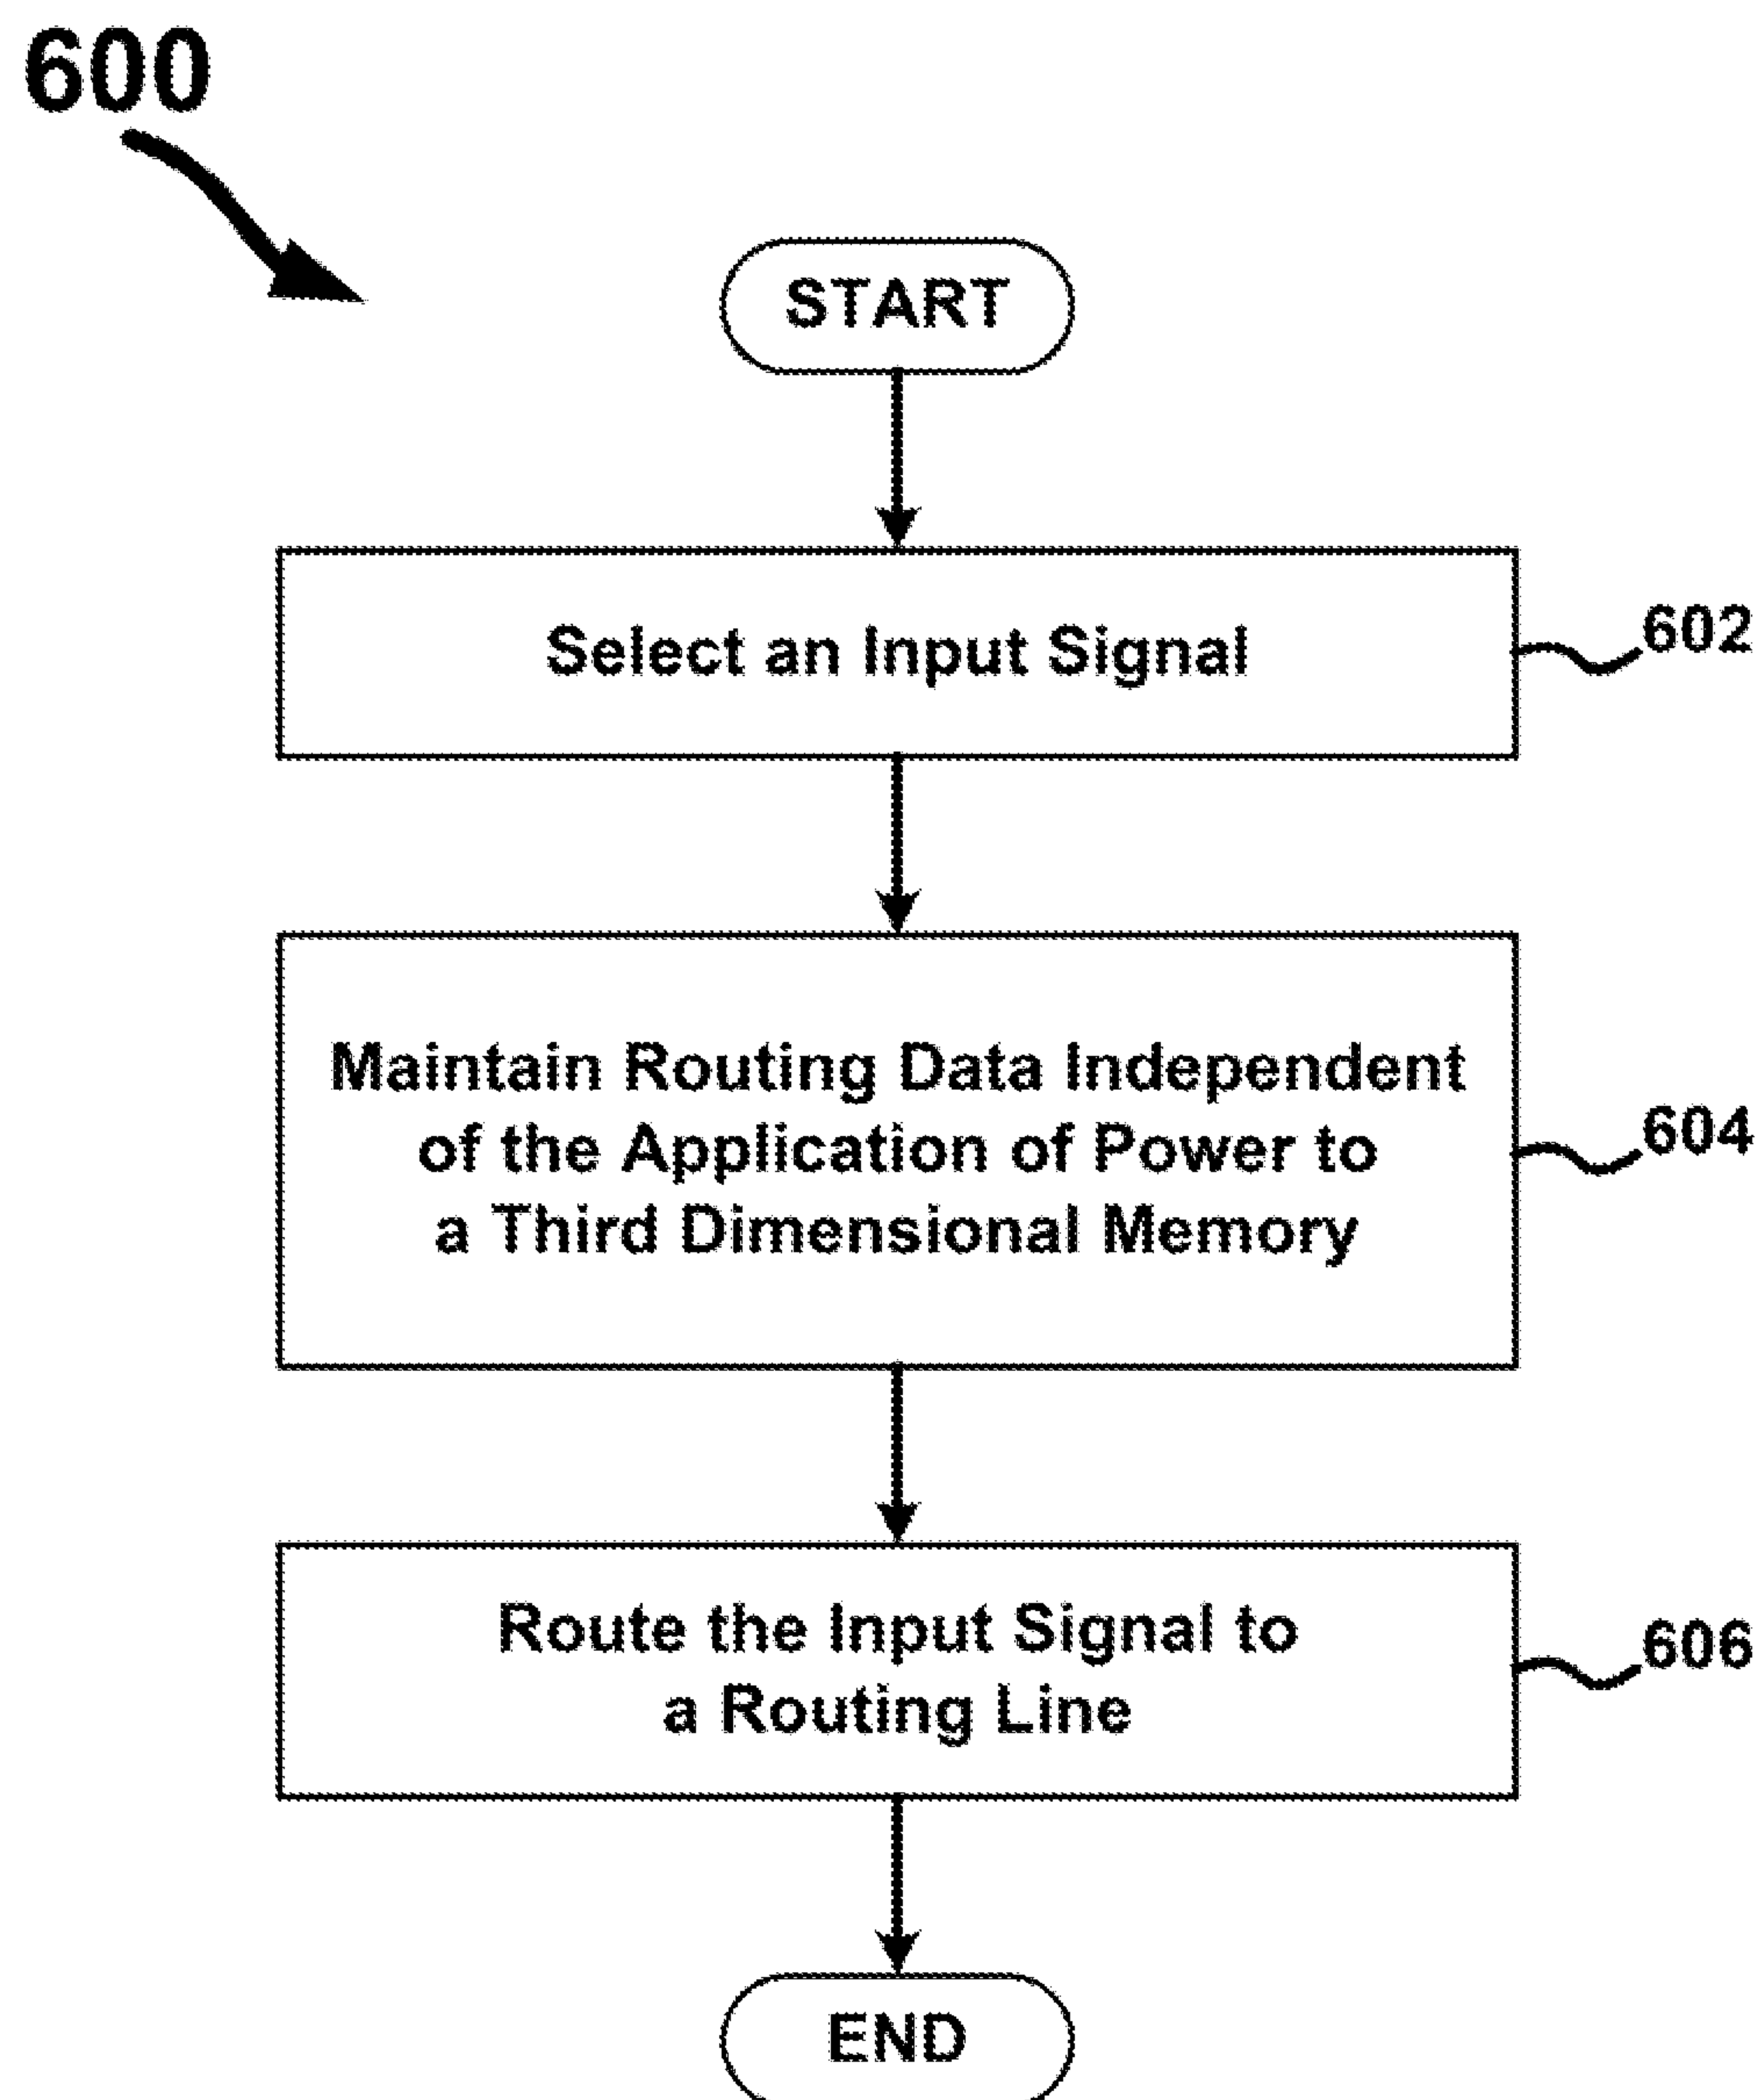 600
START
Select an Input Signal
602
Maintain Routing Data Independent
of the Application of Power to
a Third Dimensional Memory
604
Route the Input Signal to
a Routing Line
606
END